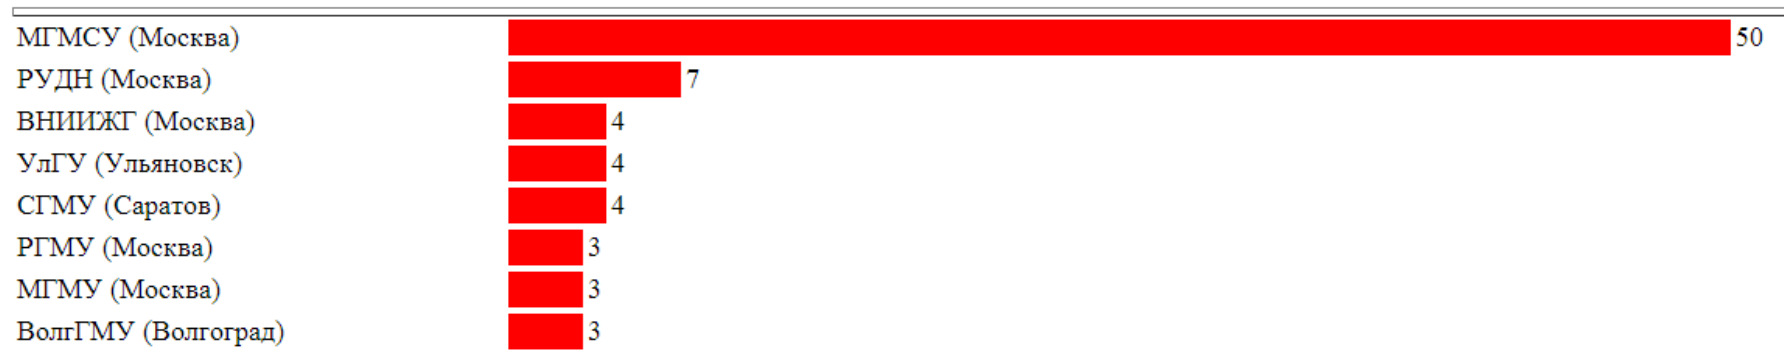 МГМСУ (Москва) 50
РУДН (Москва) 7
ВНИИЖГ (Москва) 4
УлГУ (Ульяновск) 4
СГМУ (Саратов) 4
РГМУ (Москва) 3
МГМУ (Москва) 3
ВолгГМУ (Волгоград) 3